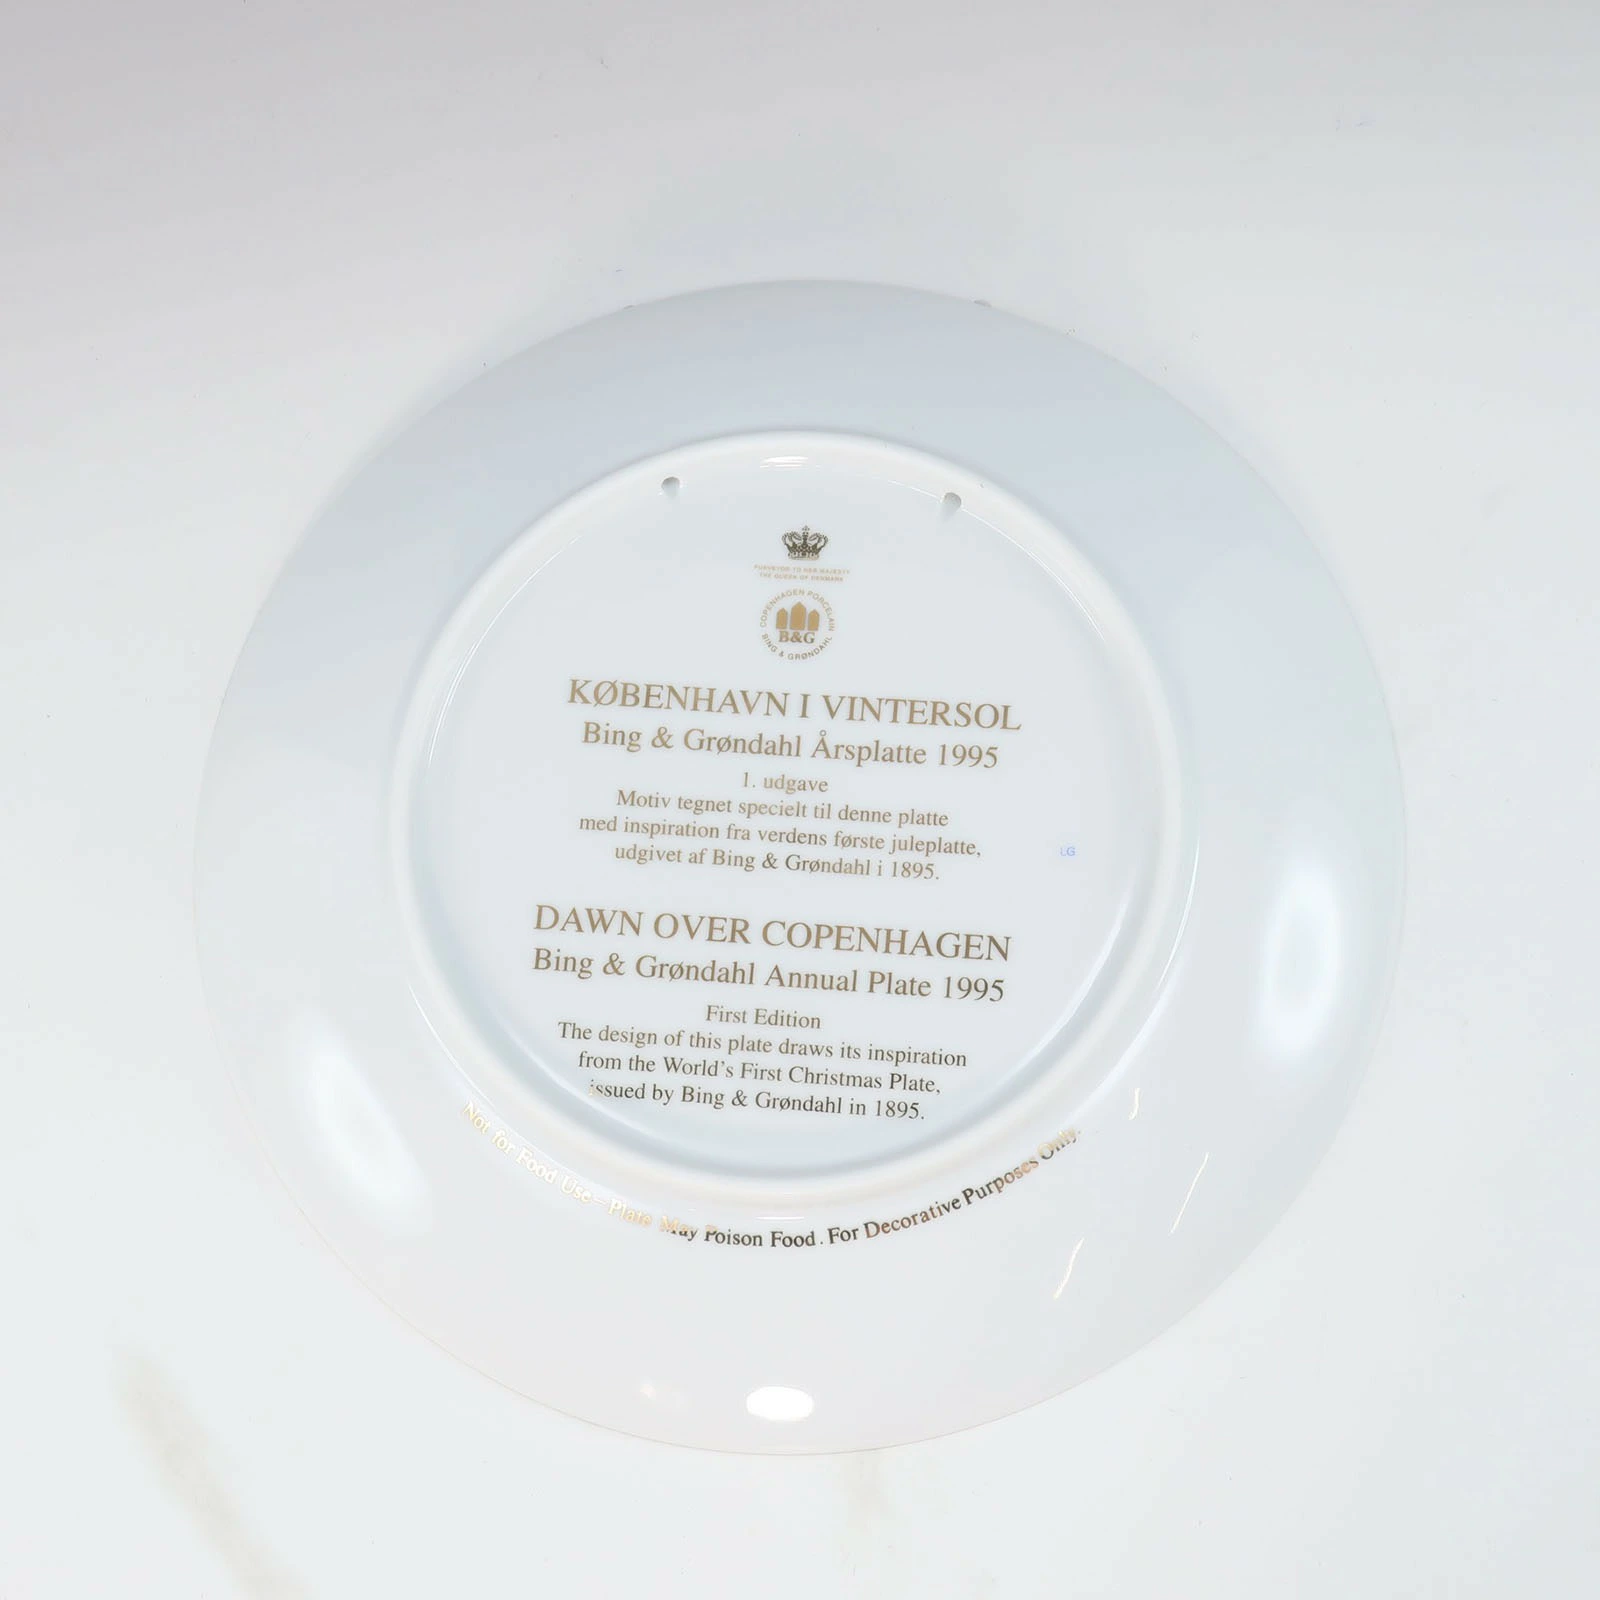 PURVEYOR TO HER MAJESTY
THE QUEEN OF DENMARK
COPENHAGEN PORCELAIN
B&G
BING & GRØNDAHL
KØBENHAVN I VINTERSOL
Bing & Grøndahl Årsplatte 1995
1. udgave
Motiv tegnet specielt til denne platte
med inspiration fra verdens første juleplatte,
udgivet af Bing & Grøndahl i 1895.
DAWN OVER COPENHAGEN
Bing & Grøndahl Annual Plate 1995
First Edition
The design of this plate draws its inspiration
from the World's First Christmas Plate,
issued by Bing & Grøndahl in 1895.
Not for Food Use – Plate May Poison Food. For Decorative Purposes Only.